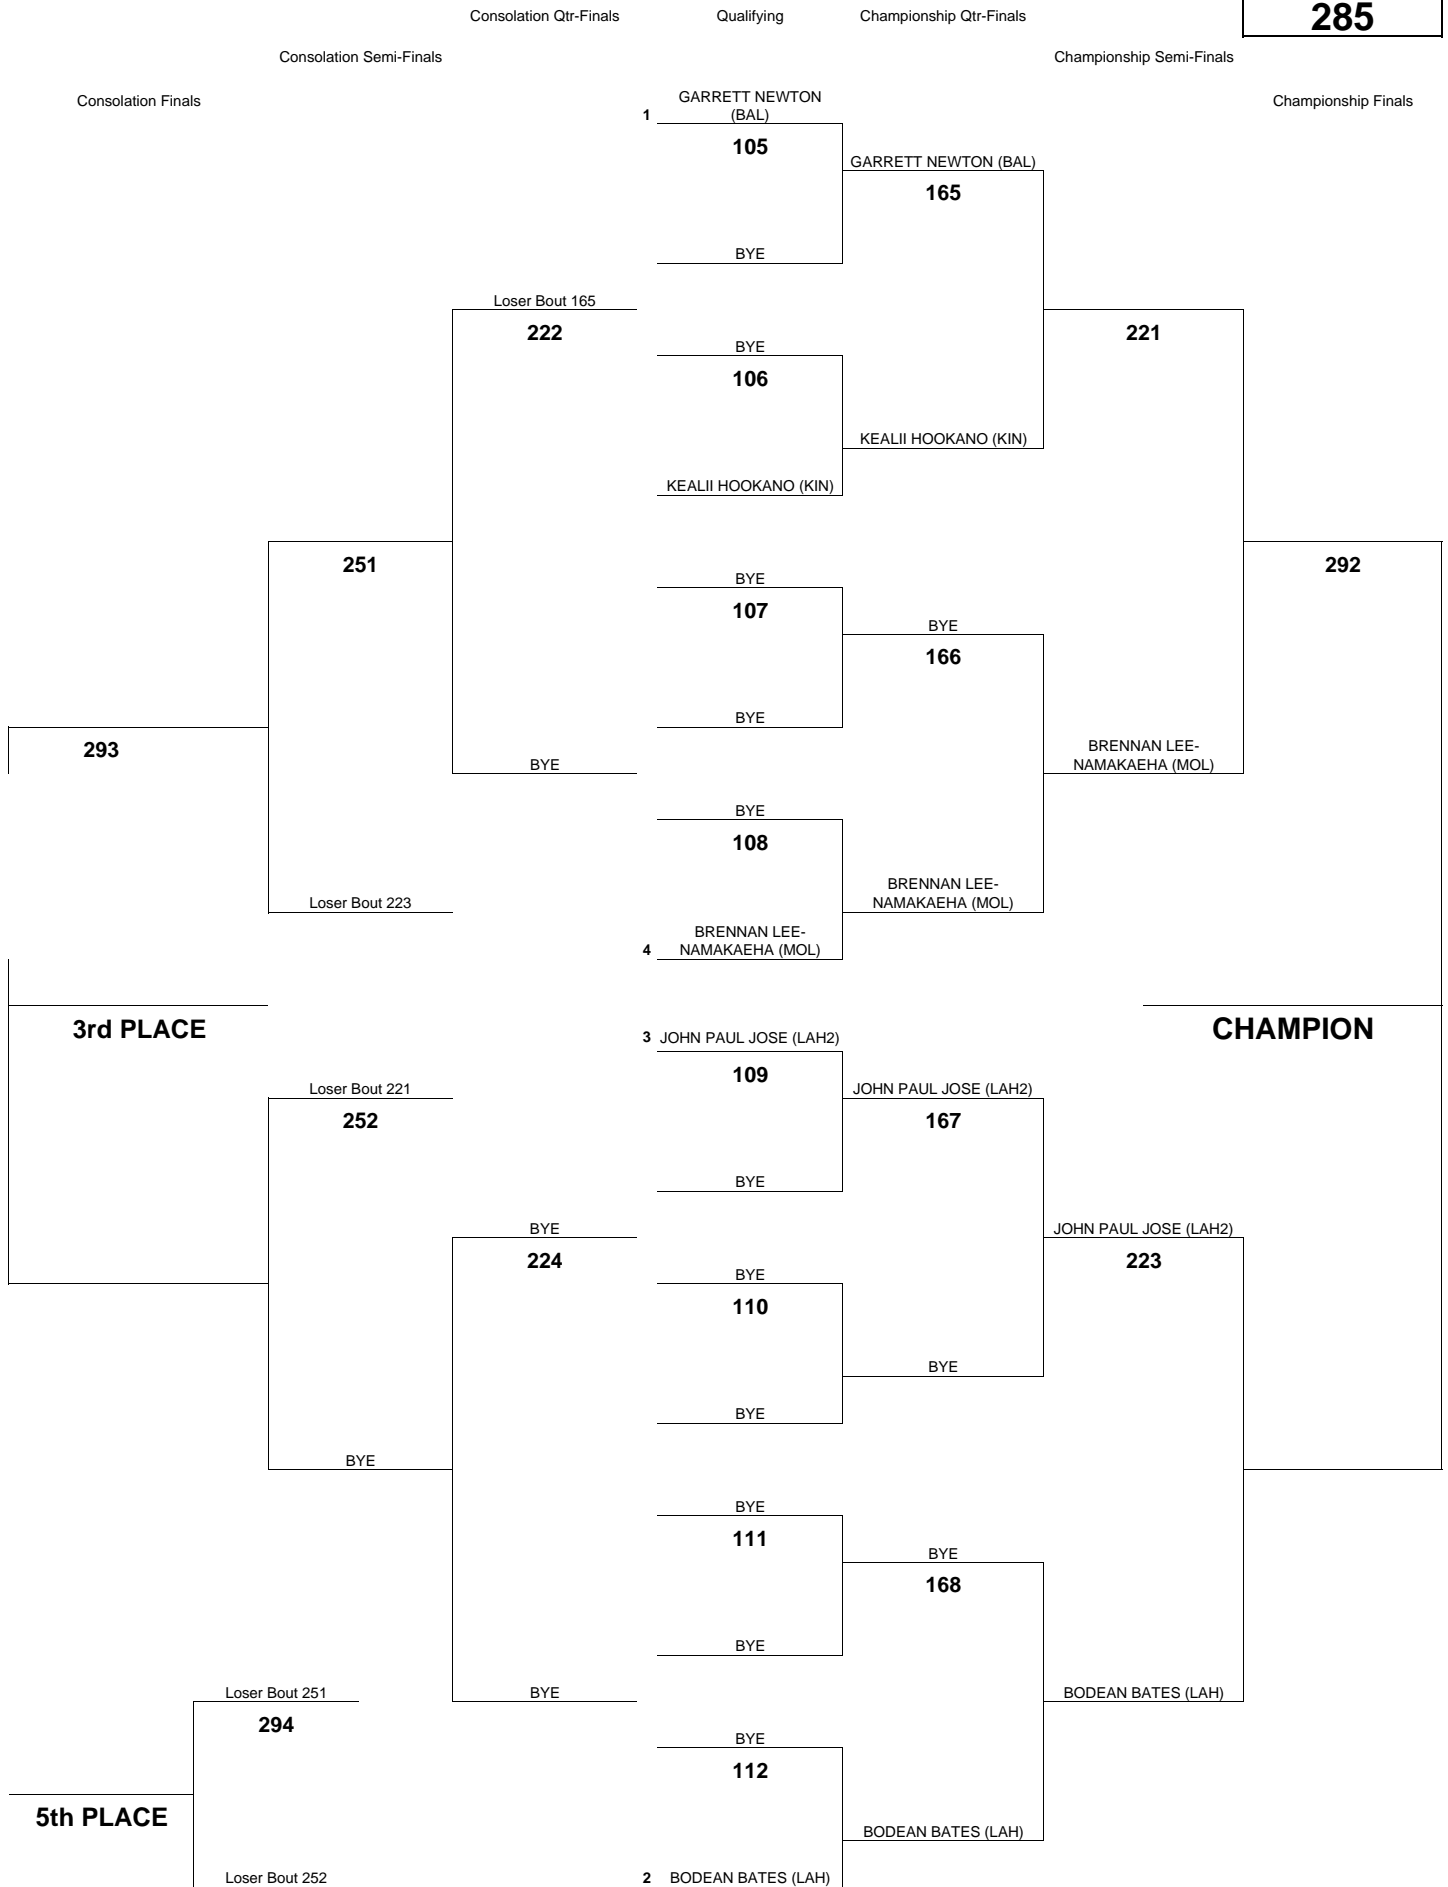 Consolation Qtr-Finals
Qualifying
Championship Qtr-Finals
285
Consolation Semi-Finals
Championship Semi-Finals
Consolation Finals
Championship Finals
GARRETT NEWTON
1 (BAL)
105
GARRETT NEWTON (BAL)
165
BYE
Loser Bout 165
222
221
BYE
106
KEALII HOOKANO (KIN)
KEALII HOOKANO (KIN)
251
292
BYE
107
BYE
166
BYE
293
BRENNAN LEE-
NAMAKAEHA (MOL)
BYE
BYE
108
BRENNAN LEE-
NAMAKAEHA (MOL)
Loser Bout 223
BRENNAN LEE-
4 NAMAKAEHA (MOL)
3rd PLACE
CHAMPION
3 JOHN PAUL JOSE (LAH2)
109
Loser Bout 221
JOHN PAUL JOSE (LAH2)
252
167
BYE
BYE
JOHN PAUL JOSE (LAH2)
224
223
BYE
110
BYE
BYE
BYE
BYE
111
BYE
168
BYE
Loser Bout 251
BYE
BODEAN BATES (LAH)
294
BYE
112
5th PLACE
BODEAN BATES (LAH)
Loser Bout 252
2 BODEAN BATES (LAH)